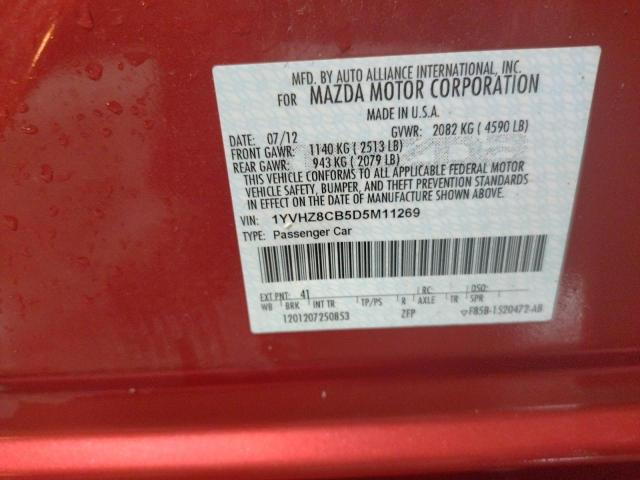 MFD. BY AUTO ALLIANCE INTERNATIONAL, INC.
FOR MAZDA MOTOR CORPORATION
MADE IN U.S.A.
DATE: 07/12 GVWR: 2082 KG ( 4590 LB)
FRONT GAWR: 1140 KG ( 2513 LB)
REAR GAWR: 943 KG ( 2079 LB)
THIS VEHICLE CONFORMS TO ALL APPLICABLE FEDERAL MOTOR
VEHICLE SAFETY, BUMPER, AND THEFT PREVENTION STANDARDS
IN EFFECT ON THE DATE OF MANUFACTURE SHOWN ABOVE.
VIN: 1YVHZ8CB5D5M11269
TYPE: Passenger Car
EXT PNT: 41 RC: DSO:
WB BRK INT TR TP/PS R AXLE TR SPR
1201207250853 ZFP F85B-1520472-AB